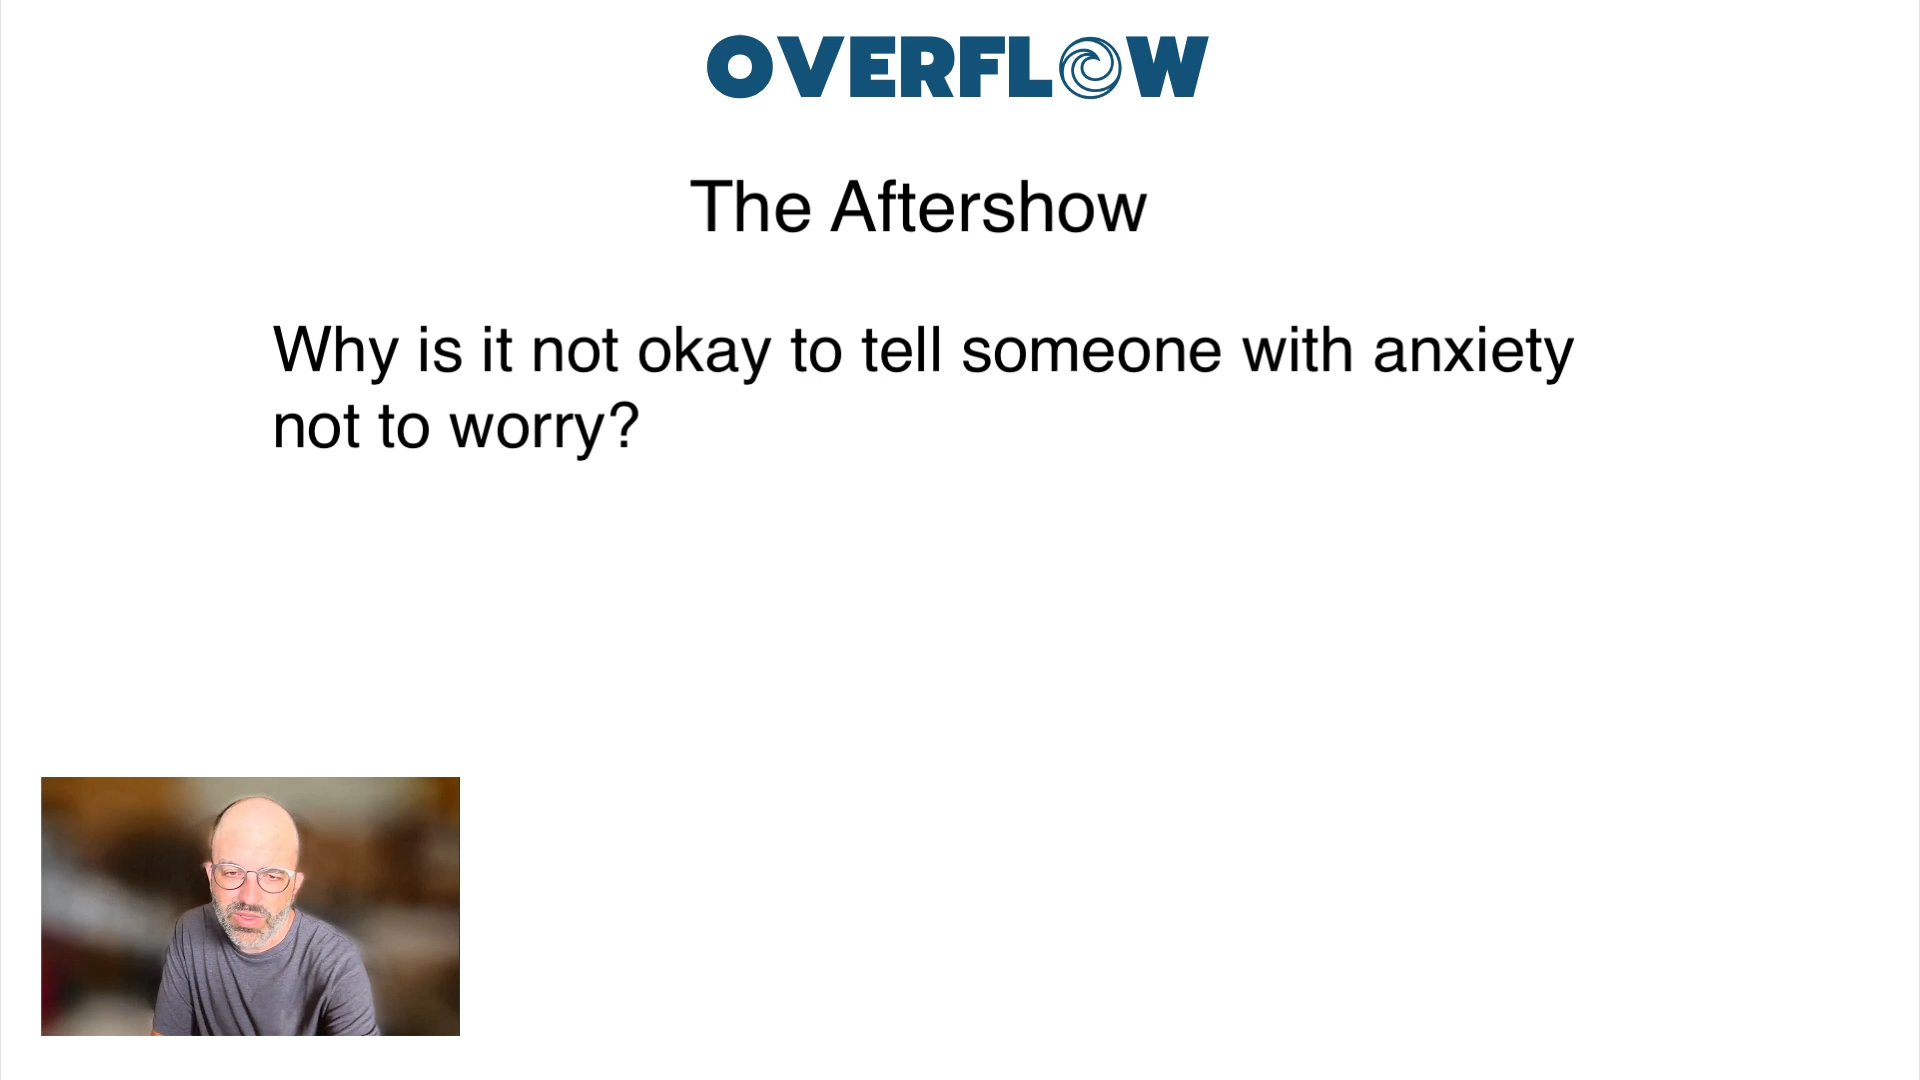 OVERFLOW
The Aftershow
Why is it not okay to tell someone with anxiety
not to worry?